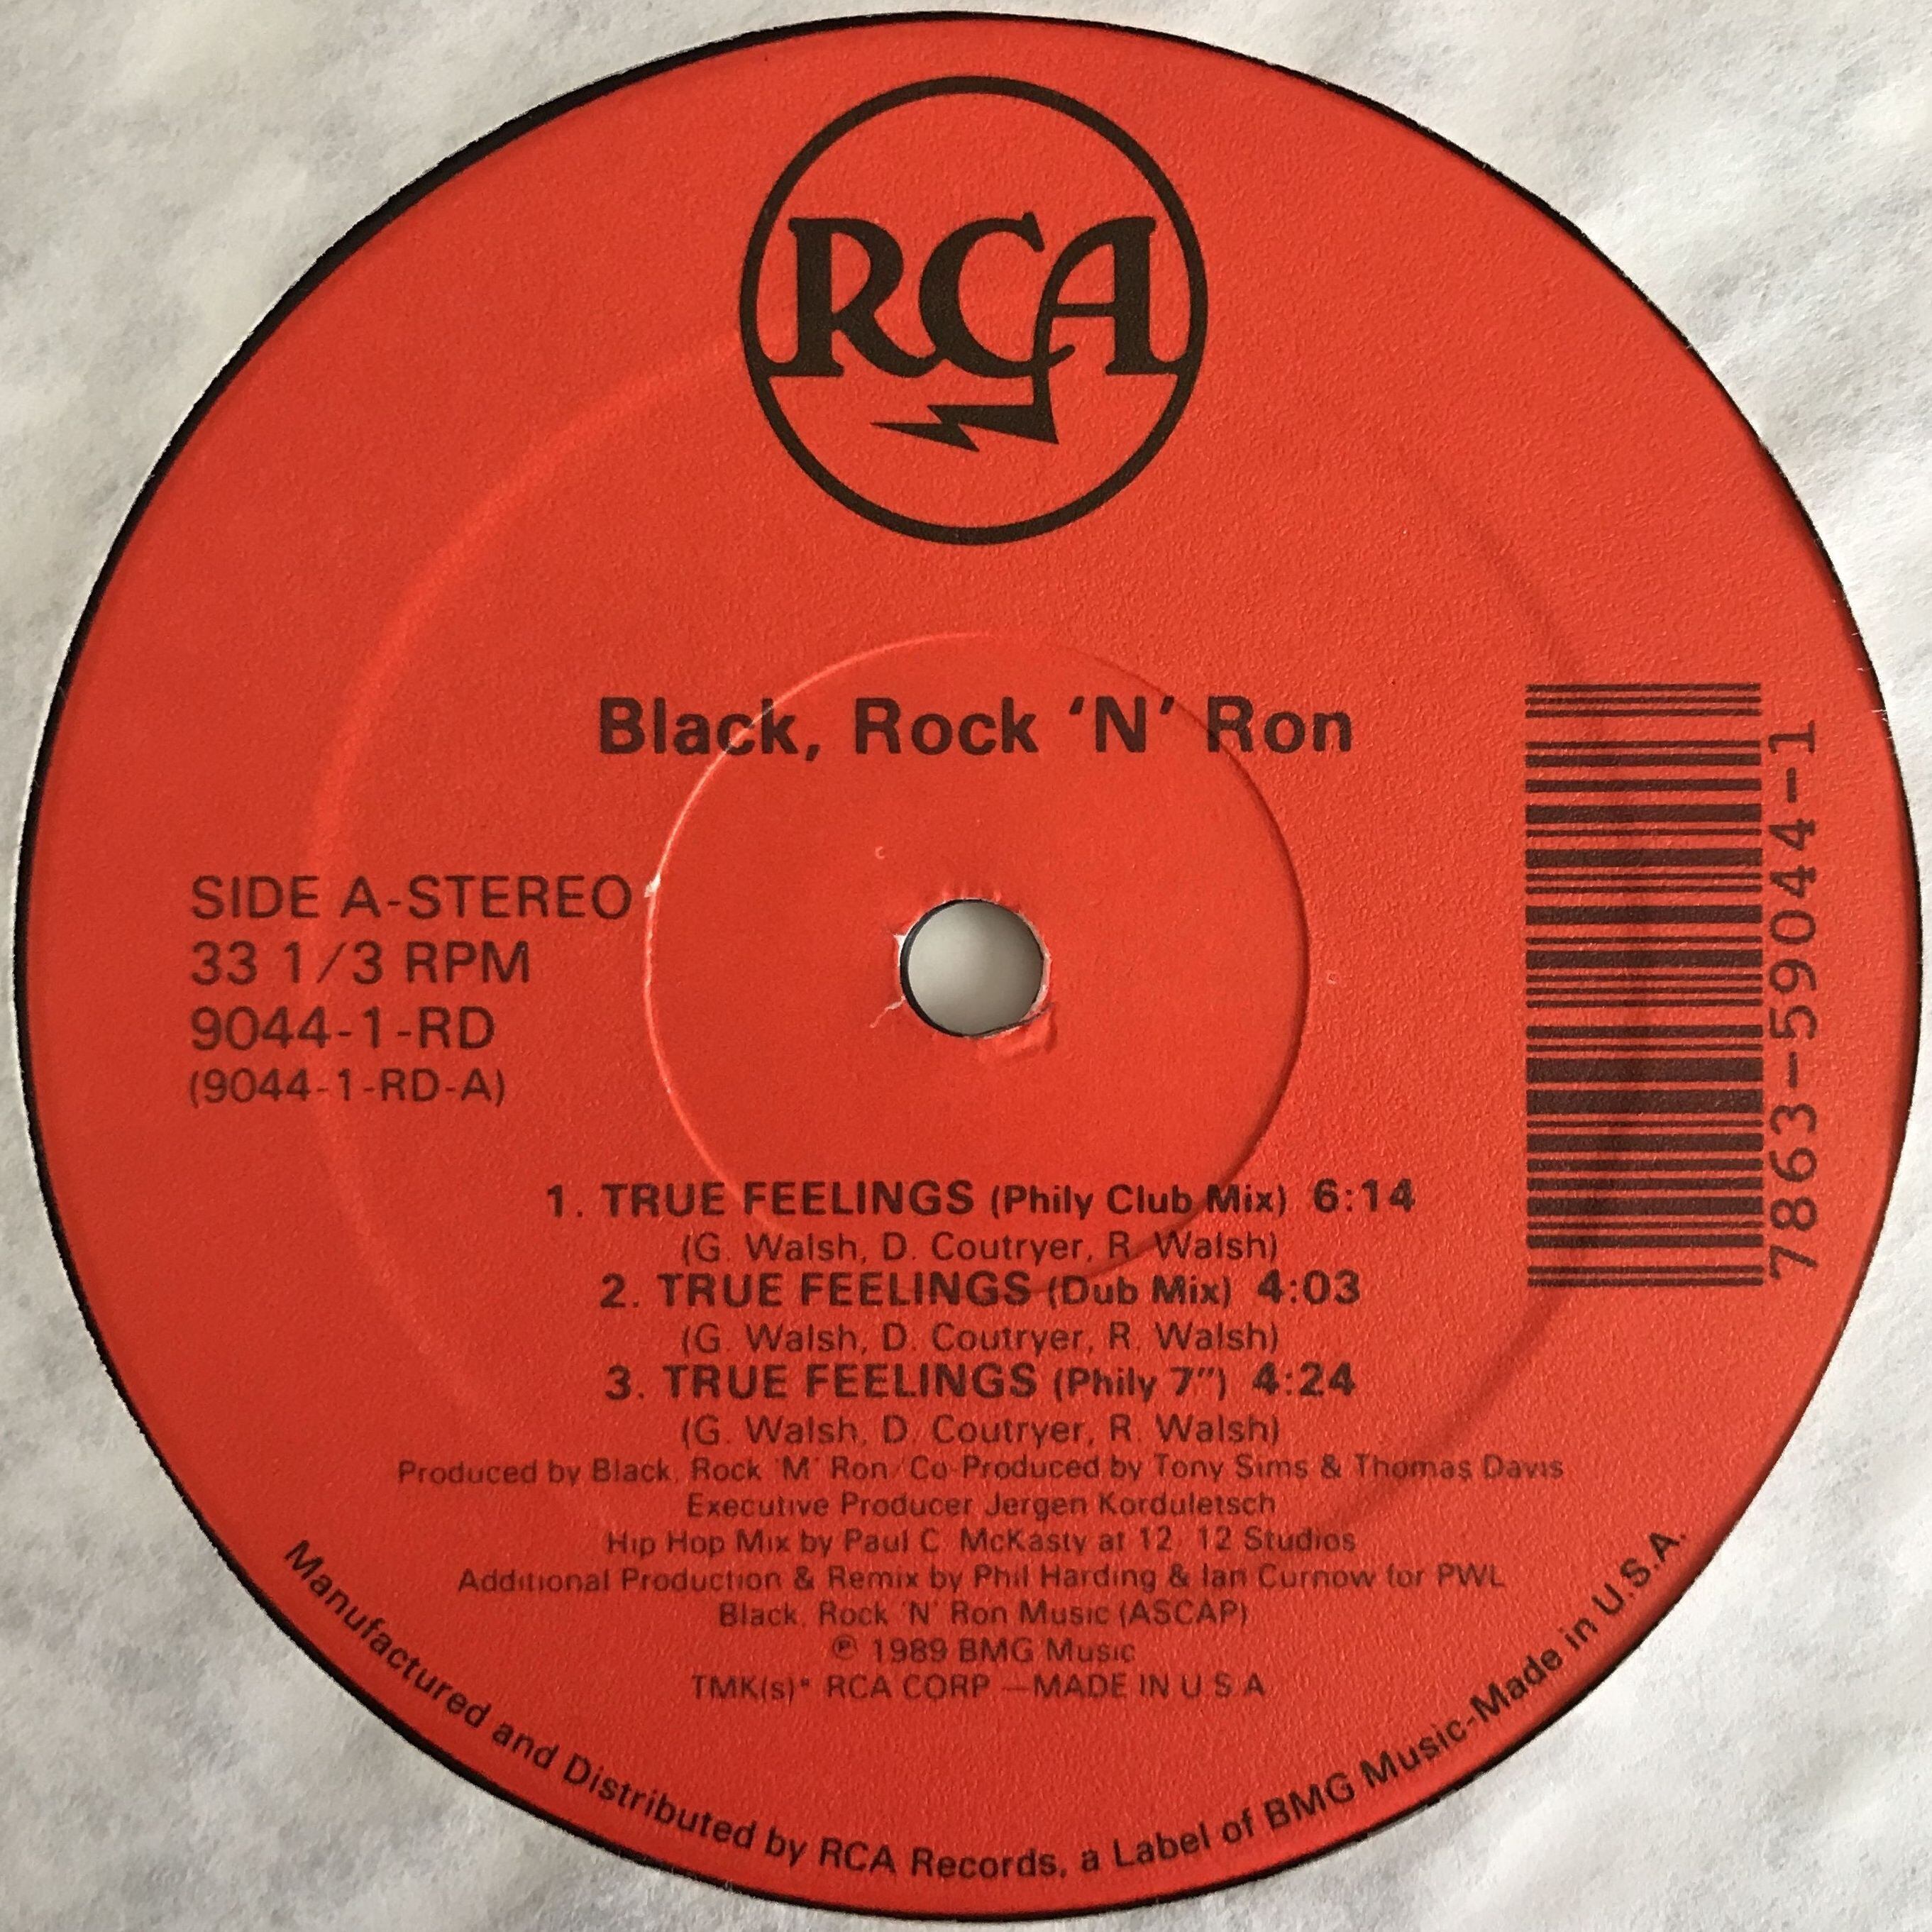 RCA
Black, Rock ‘N’ Ron
SIDE A-STEREO
33 1/3 RPM
9044-1-RD
(9044-1-RD-A)
7863-59044-1
1. TRUE FEELINGS (Phily Club Mix) 6:14
(G. Walsh, D. Coutryer, R. Walsh)
2. TRUE FEELINGS (Dub Mix) 4:03
(G. Walsh, D. Coutryer, R. Walsh)
3. TRUE FEELINGS (Phily 7") 4:24
(G. Walsh, D. Coutryer, R. Walsh)
Produced by Black, Rock 'M' Ron/Co-Produced by Tony Sims & Thomas Davis
Executive Producer Jergen Korduletsch
Hip Hop Mix by Paul C. McKasty at 12/12 Studios
Additional Production & Remix by Phil Harding & Ian Curnow for PWL
Black, Rock 'N' Ron Music (ASCAP)
℗ 1989 BMG Music
TMK(s)® RCA CORP.—MADE IN U.S.A.
Manufactured and Distributed by RCA Records, a Label of BMG Music-Made in U.S.A.